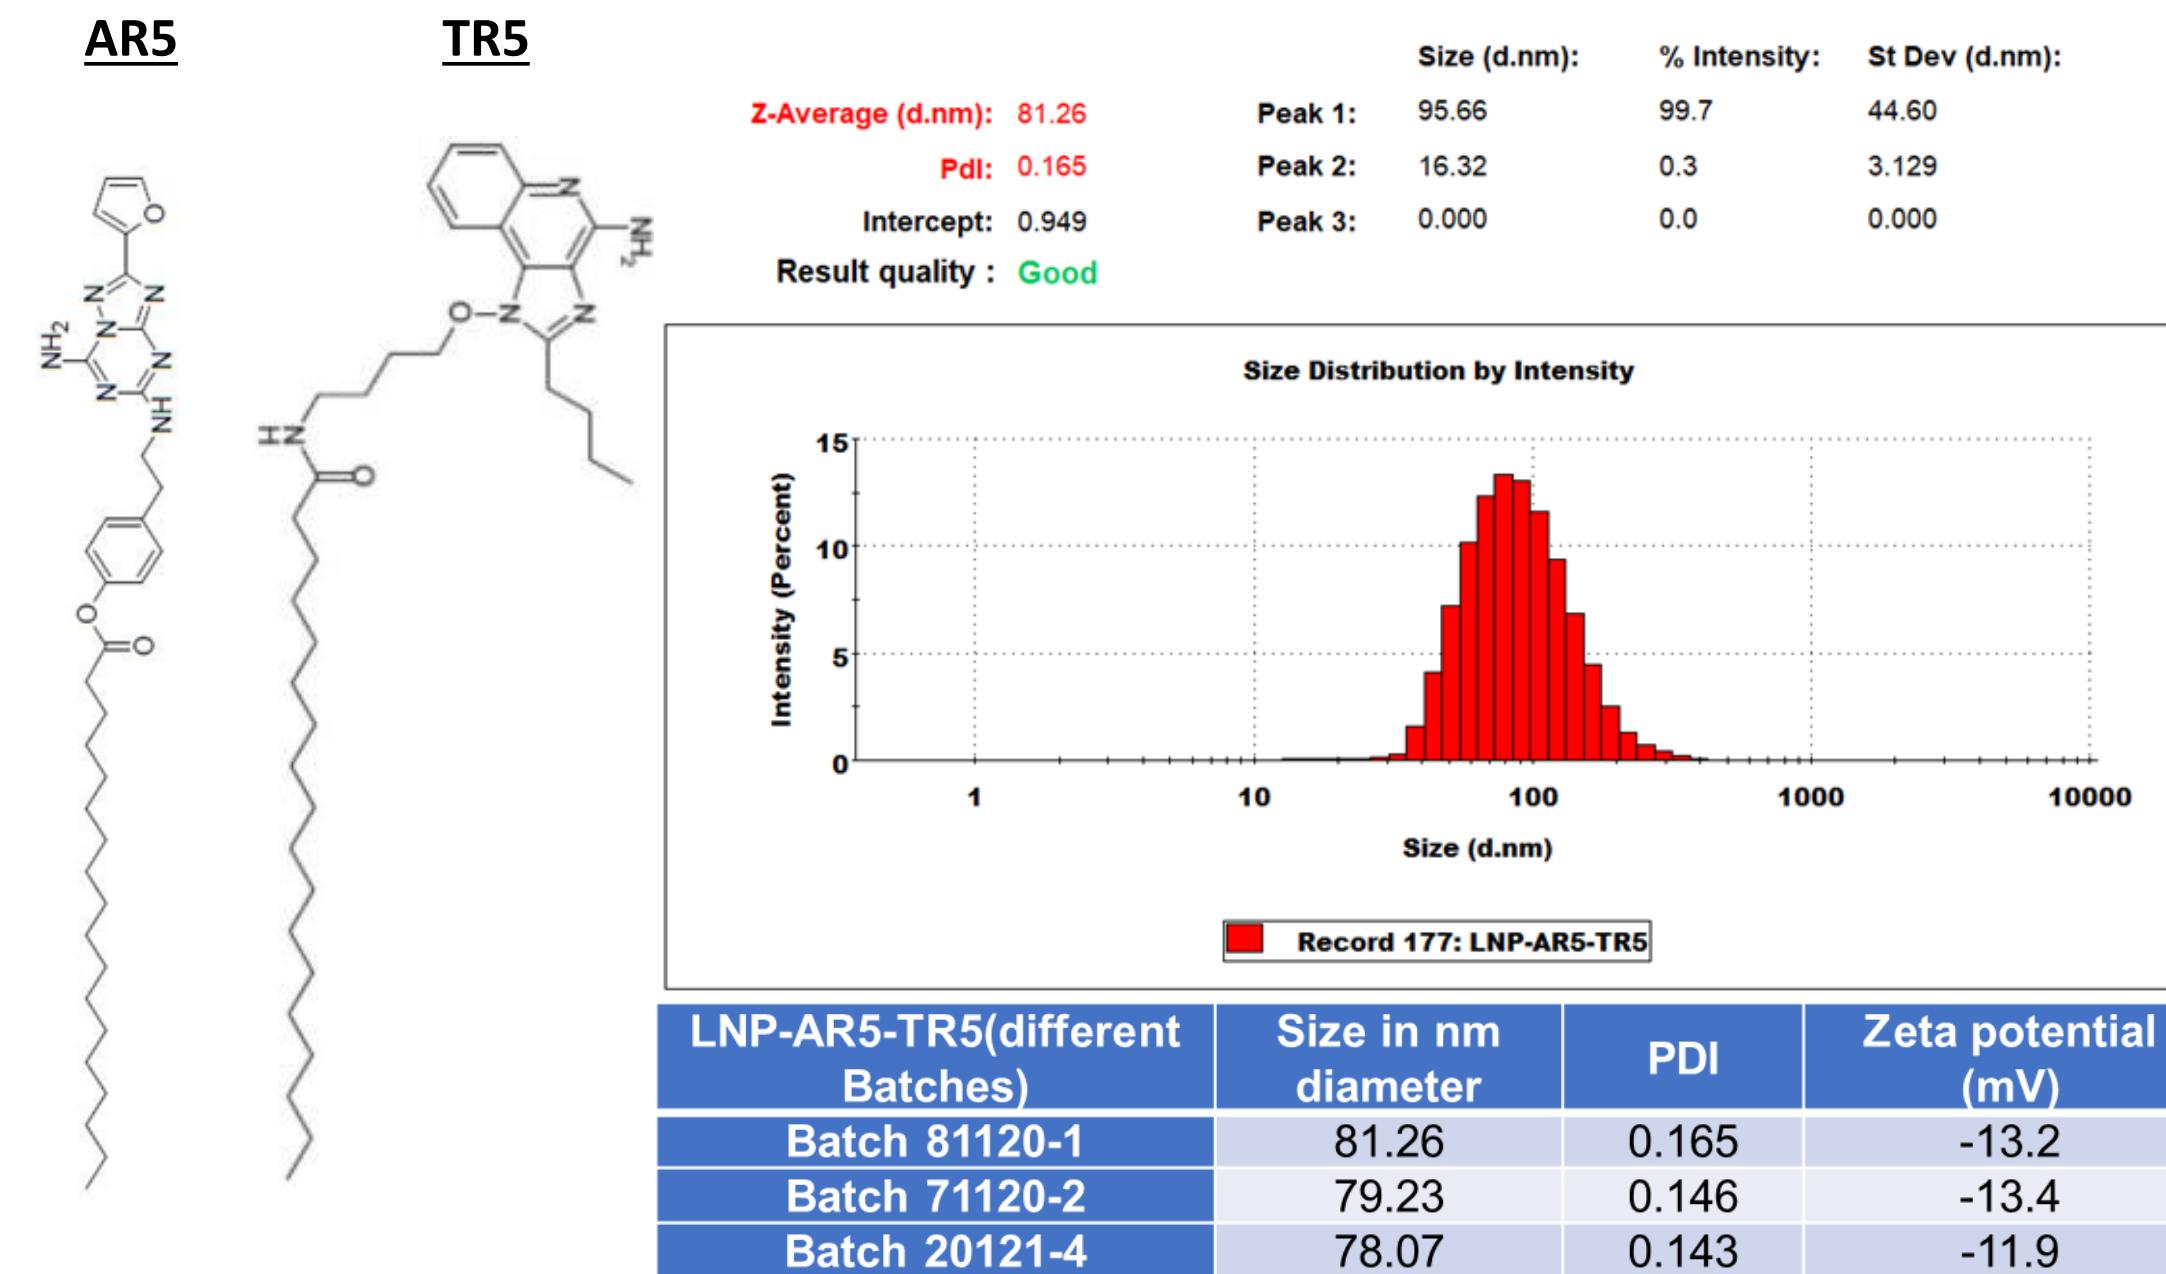 AR5
TR5
O
N
N
N
NH2
N
N
NH
O
O
N
NH2
O
N
N
H
N
O
Size (d.nm): % Intensity: St Dev (d.nm):
Z-Average (d.nm): 81.26 Peak 1: 95.66 99.7 44.60
PdI: 0.165 Peak 2: 16.32 0.3 3.129
Intercept: 0.949 Peak 3: 0.000 0.0 0.000
Result quality : Good
Size Distribution by Intensity
Intensity (Percent)
15
10
5
0
1 10 100 1000 10000
Size (d.nm)
Record 177: LNP-AR5-TR5
LNP-AR5-TR5(different Batches) Size in nm diameter PDI Zeta potential (mV)
Batch 81120-1 81.26 0.165 -13.2
Batch 71120-2 79.23 0.146 -13.4
Batch 20121-4 78.07 0.143 -11.9